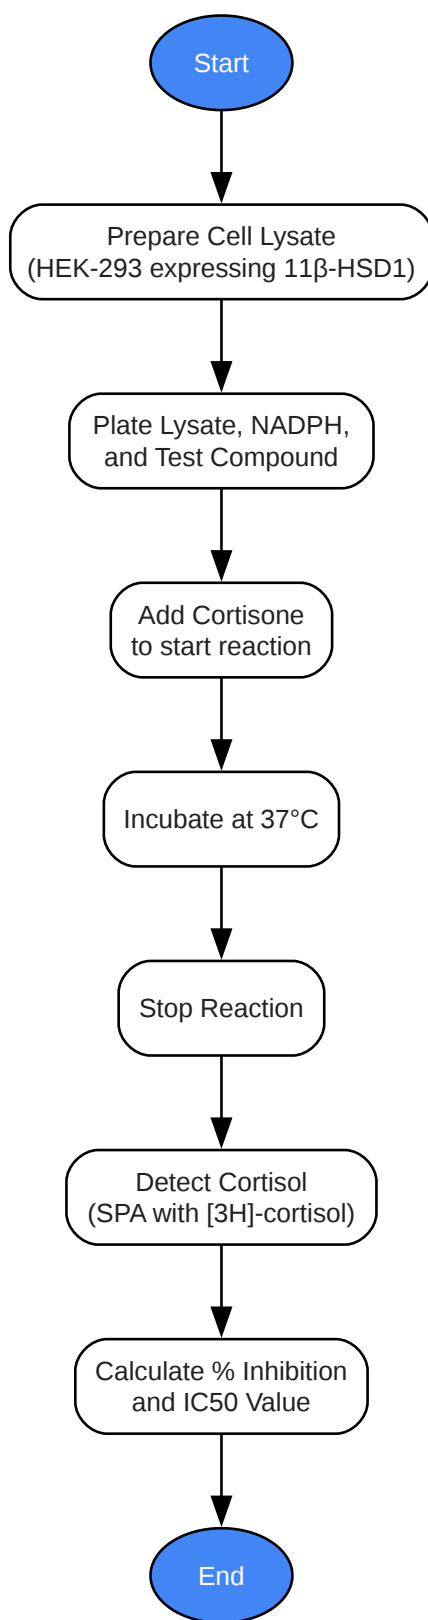 Start
Prepare Cell Lysate
(HEK-293 expressing 11β-HSD1)
Plate Lysate, NADPH,
and Test Compound
Add Cortisone
to start reaction
Incubate at 37°C
Stop Reaction
Detect Cortisol
(SPA with [3H]-cortisol)
Calculate % Inhibition
and IC50 Value
End